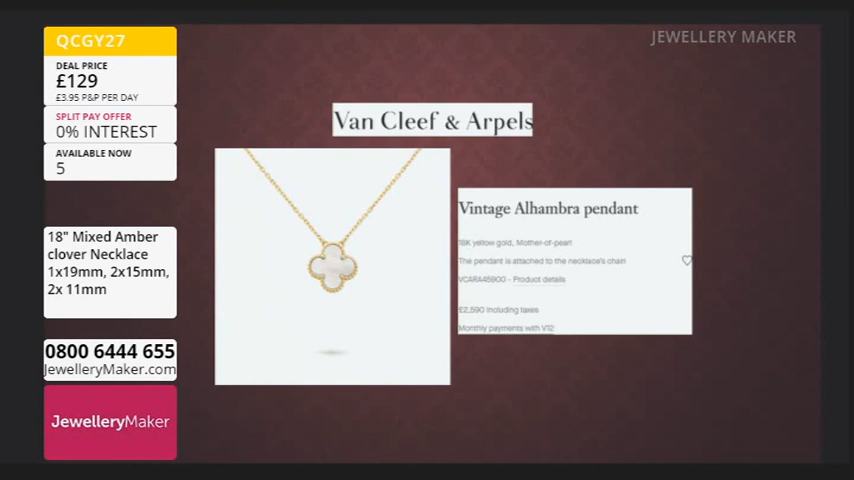 QCGY27
DEAL PRICE
£129
£3.95 P&P PER DAY
SPLIT PAY OFFER
0% INTEREST
AVAILABLE NOW
5
18" Mixed Amber
clover Necklace
1x19mm, 2x15mm,
2x 11mm
0800 6444 655
JewelleryMaker.com
JewelleryMaker
JEWELLERY MAKER
Van Cleef & Arpels
Vintage Alhambra pendant
18K yellow gold, Mother-of-pearl
The pendant is attached to the necklace's chain
VCARA45900 - Product details
£2,590 Including taxes
Monthly payments with V12